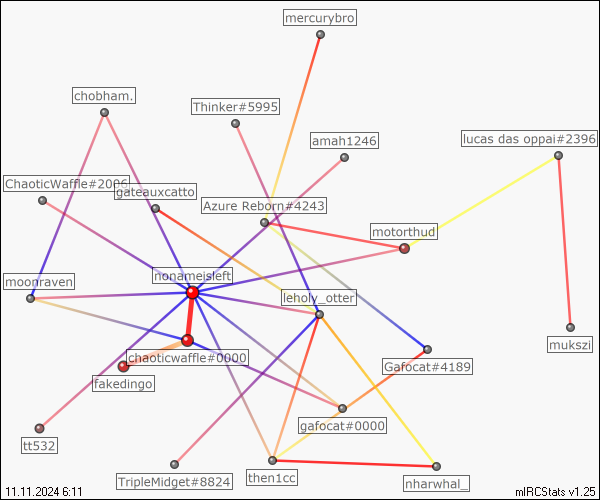 mercurybro
chobham.
Thinker#5995
amah1246
lucas das oppai#2396
ChaoticWaffle#2006
gateauxcatto
Azure Reborn#4243
motorthud
nonameisleft
moonraven
leholy_otter
mukszi
chaoticwaffle#0000
Gafocat#4189
fakedingo
gafocat#0000
tt532
TripleMidget#8824
then1cc
nharwhal_
11.11.2024 6:11
mIRCStats v1.25